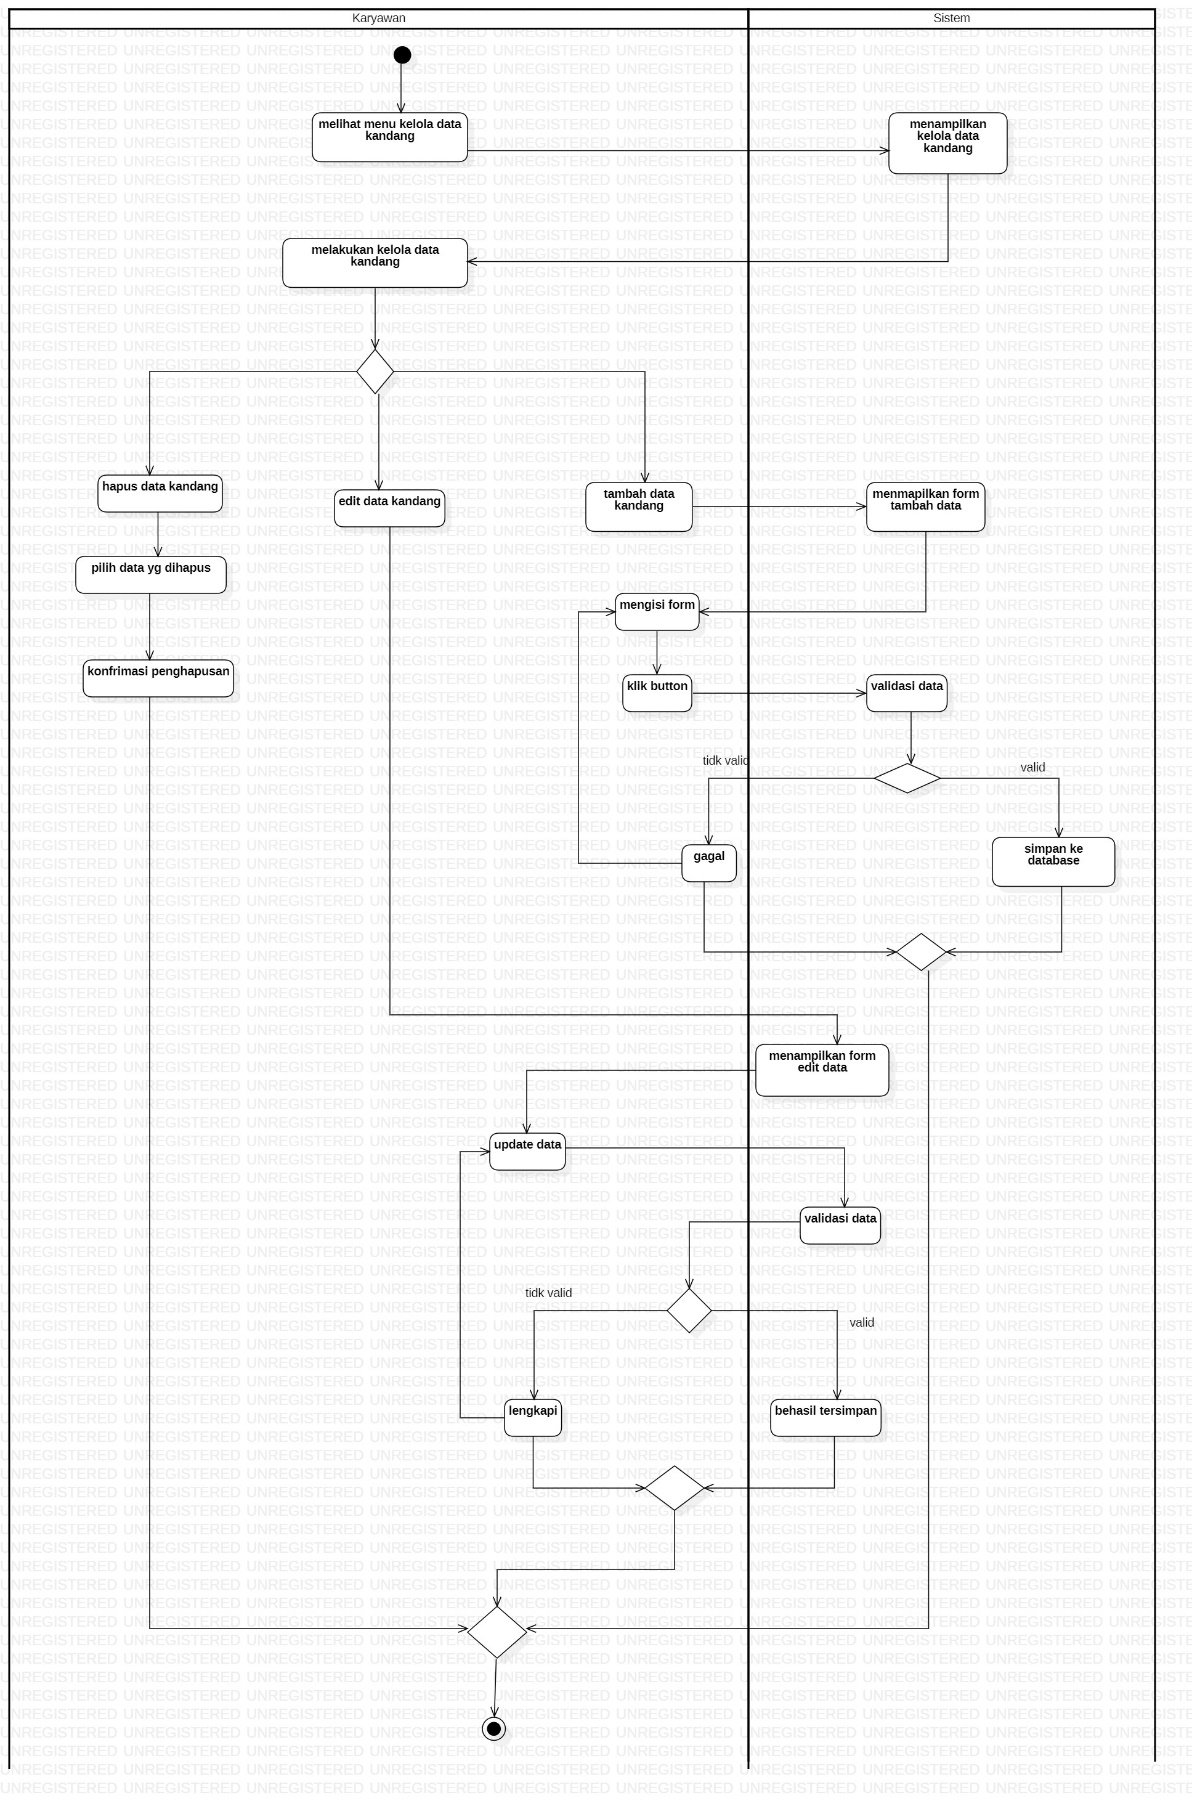 Karyawan
Sistem
melihat menu kelola data
kandang
menampilkan
kelola data
kandang
melakukan kelola data
kandang
hapus data kandang
edit data kandang
tambah data
kandang
menmapilkan form
tambah data
pilih data yg dihapus
mengisi form
konfrimasi penghapusan
klik button
validasi data
tidk valid
valid
gagal
simpan ke
database
menampilkan form
edit data
update data
validasi data
tidk valid
valid
lengkapi
behasil tersimpan
UNREGISTERED